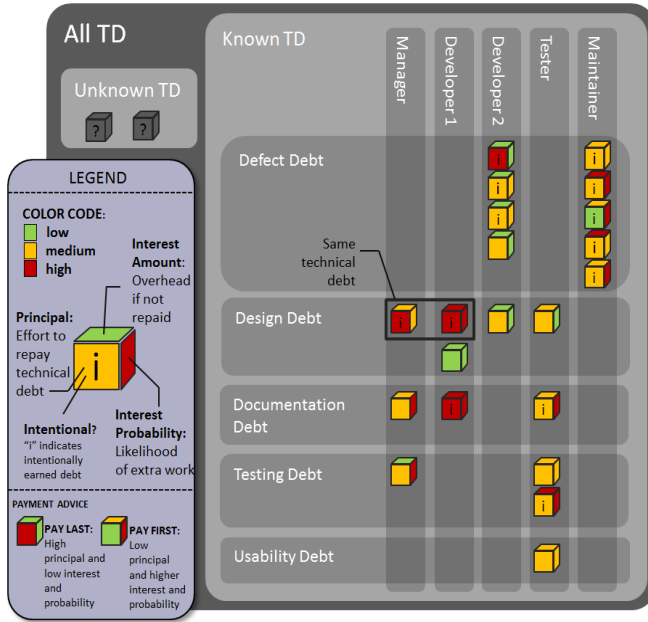 All TD
Unknown TD
?
?
Known TD
Manager
Developer 1
Developer 2
Tester
Maintainer
Defect Debt
i
i
i
i
i
i
i
i
Same
technical
debt
Design Debt
i
i
Documentation
Debt
i
i
Testing Debt
i
Usability Debt
LEGEND
COLOR CODE:
low
medium
high
Interest
Amount:
Overhead
if not
repaid
Principal:
Effort to
repay
technical
debt
i
Intentional?
"i" indicates
intentionally
earned debt
Interest
Probability:
Likelihood
of extra work
PAYMENT ADVICE
PAY LAST:
High
principal and
low interest
and
probability
PAY FIRST:
Low
principal
and higher
interest and
probability